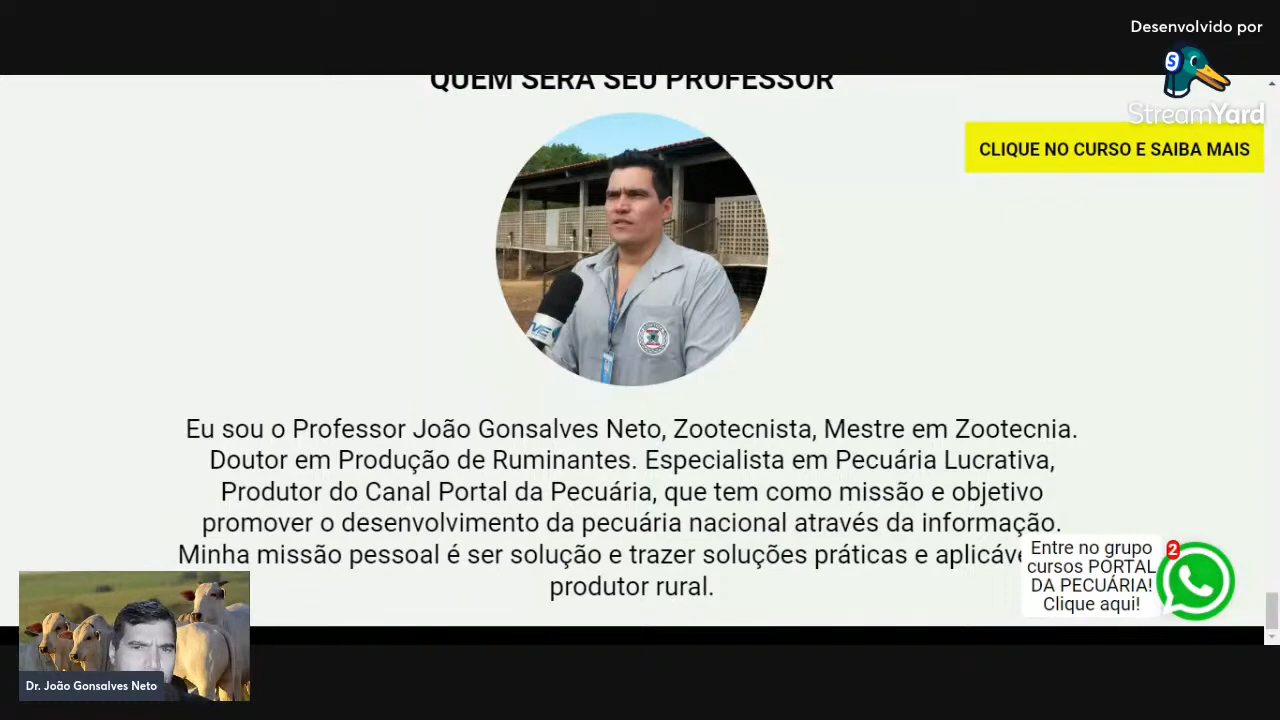 Desenvolvido por
StreamYard
QUEM SERÁ SEU PROFESSOR
CLIQUE NO CURSO E SAIBA MAIS
Eu sou o Professor João Gonsalves Neto, Zootecnista, Mestre em Zootecnia.
Doutor em Produção de Ruminantes. Especialista em Pecuária Lucrativa,
Produtor do Canal Portal da Pecuária, que tem como missão e objetivo
promover o desenvolvimento da pecuária nacional através da informação.
Minha missão pessoal é ser solução e trazer soluções práticas e
produtor rural.
Entre no grupo
cursos PORTAL
DA PECUÁRIA!
Clique aqui!
2
Dr. João Gonsalves Neto